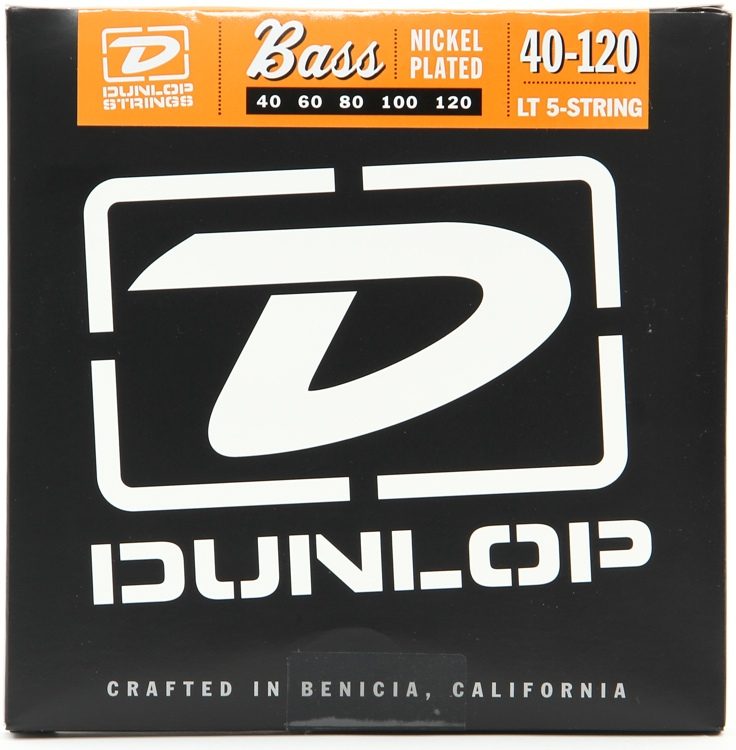 DUNLOP
STRINGS
Bass
40 60 80 100 120
NICKEL
PLATED
40-120
LT 5-STRING
DUNLOP
CRAFTED IN BENICIA, CALIFORNIA